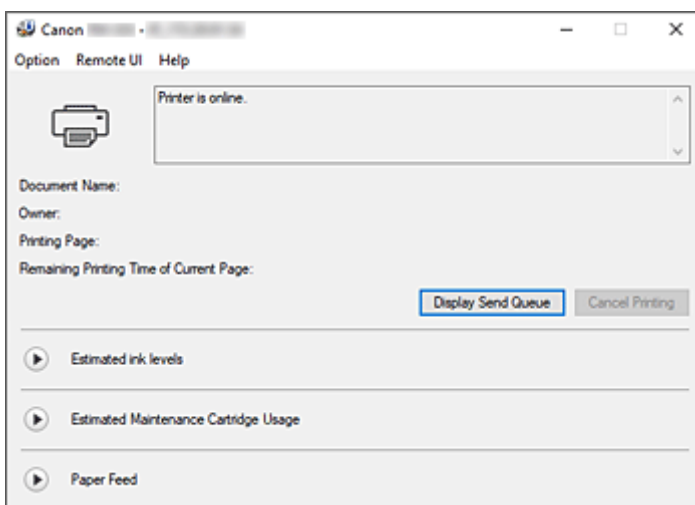 Canon -
Option Remote UI Help
Printer is online.
Document Name:
Owner:
Printing Page:
Remaining Printing Time of Current Page:
Display Send Queue Cancel Printing
Estimated ink levels
Estimated Maintenance Cartridge Usage
Paper Feed